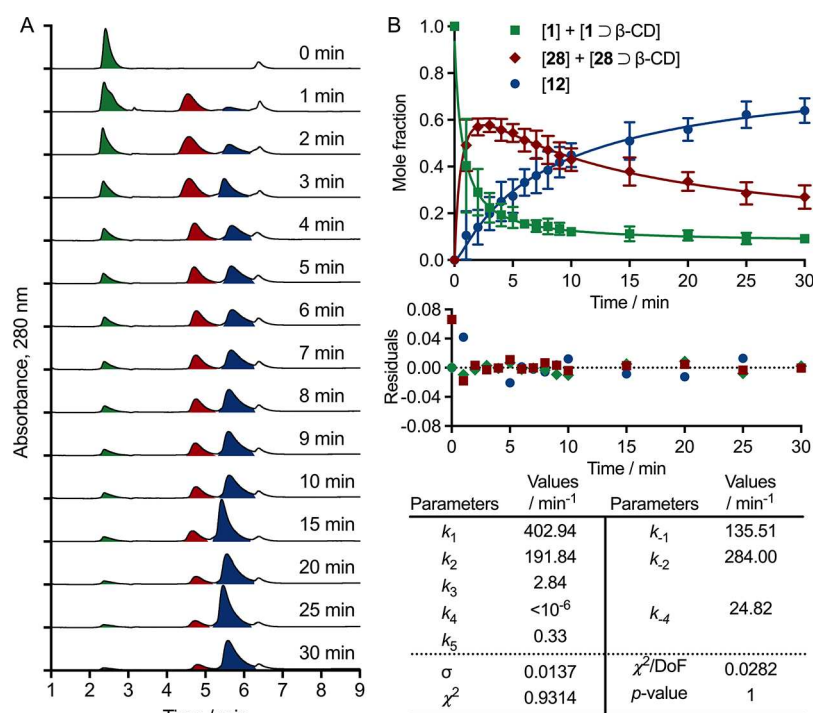 A
0 min
1 min
2 min
3 min
4 min
5 min
6 min
7 min
8 min
9 min
10 min
15 min
20 min
25 min
30 min
Absorbance, 280 nm
1 2 3 4 5 6 7 8 9
B
[1] + [1 ⊃ β-CD]
[28] + [28 ⊃ β-CD]
[12]
Mole fraction
1.0
0.8
0.6
0.4
0.2
0.0
0 5 10 15 20 25 30
Time / min
Residuals
0.08
0.04
0.00
-0.04
-0.08
0 5 10 15 20 25 30
Time / min
Parameters Values / min⁻¹ Parameters Values / min⁻¹
k₁ 402.94 k₋₁ 135.51
k₂ 191.84 k₋₂ 284.00
k₃ 2.84
k₄ <10⁻⁶ k₋₄ 24.82
k₅ 0.33
σ 0.0137 χ²/DoF 0.0282
χ² 0.9314 p-value 1